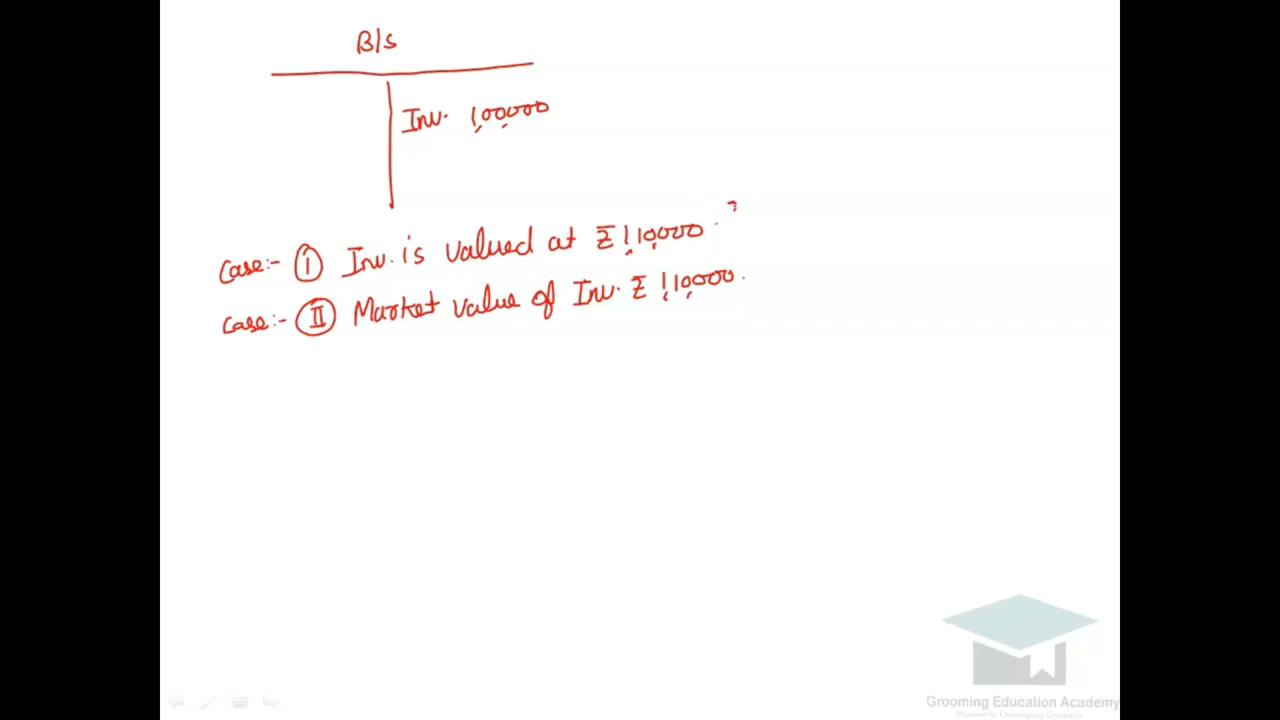 B/S
Inv. 1,00,000
Case:- I Inv. is valued at ₹ 1,10,000.
Case:- II Market value of Inv. ₹ 1,10,000.
Grooming Education Academy